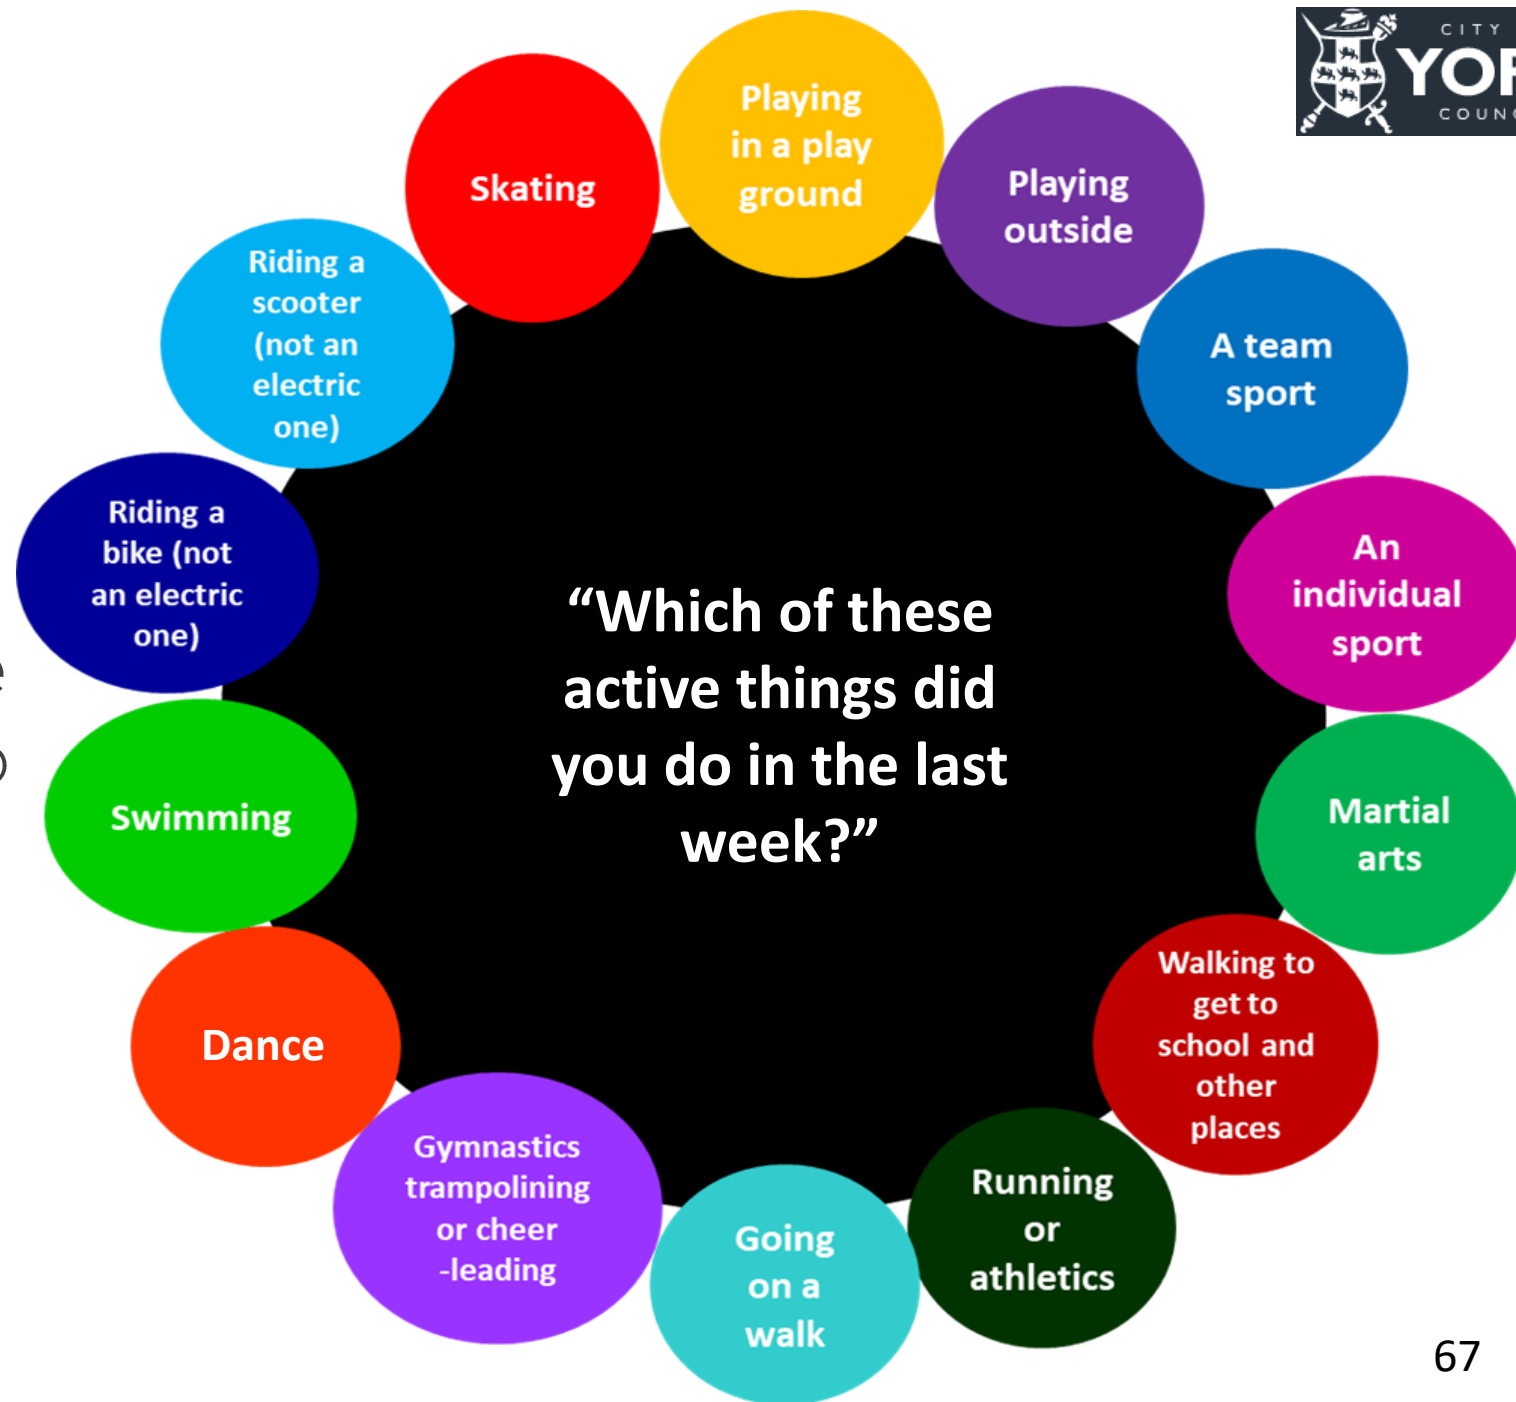 CITY
YOR
COUNC
Playing
in a play
ground
Playing
outside
A team
sport
An
individual
sport
Martial
arts
Walking to
get to
school and
other
places
Running
or
athletics
Going
on a
walk
Gymnastics
trampolining
or cheer
-leading
Dance
Swimming
Riding a
bike (not
an electric
one)
Riding a
scooter
(not an
electric
one)
Skating
“Which of these
active things did
you do in the last
week?”
e
67